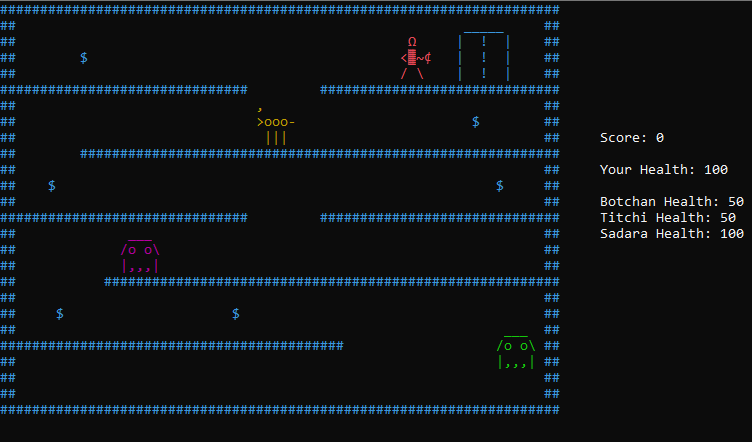 Score: 0
Your Health: 100
Botchan Health: 50
Titchi Health: 50
Sadara Health: 100